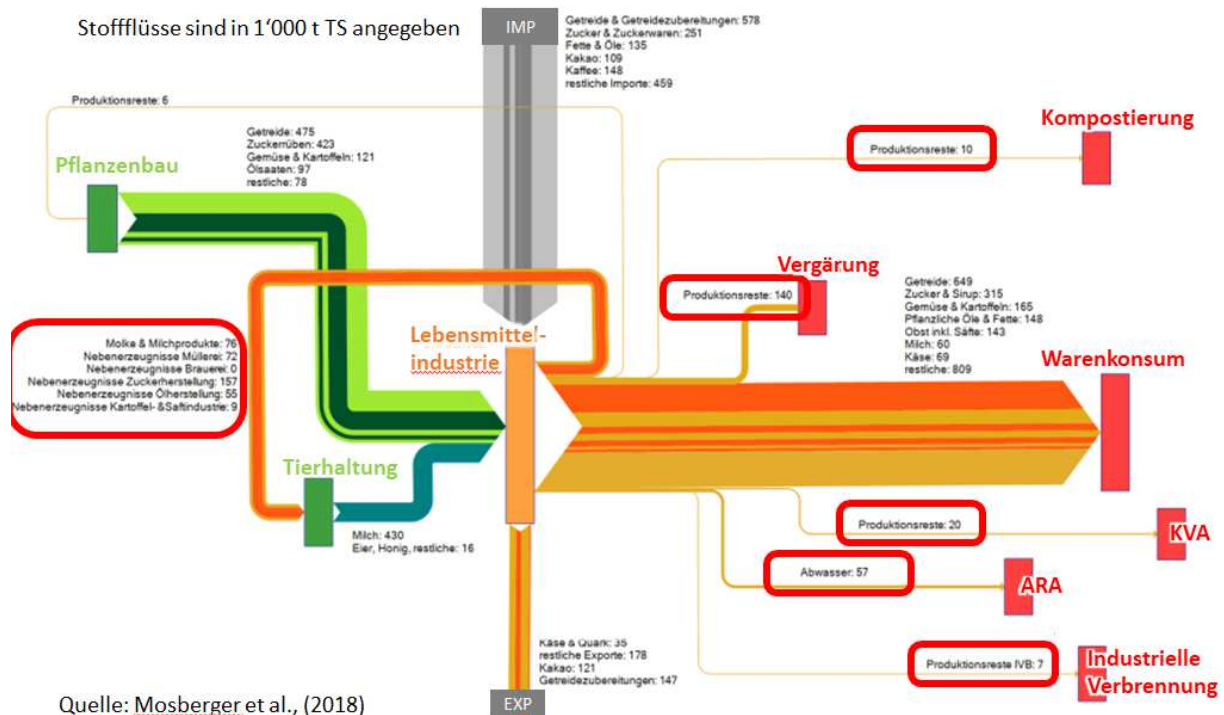 Stoffflüsse sind in 1'000 t TS angegeben
IMP
Getreide & Getreidezubereitungen: 578
Zucker & Zuckerwaren: 251
Fette & Öle: 135
Kakao: 109
Kaffee: 148
restliche Importe: 459
Produktionsreste: 6
Getreide: 475
Zuckerrüben: 423
Gemüse & Kartoffeln: 121
Ölsaaten: 97
restliche: 78
Pflanzenbau
Kompostierung
Produktionsreste: 10
Vergärung
Produktionsreste: 140
Getreide: 649
Zucker & Sirup: 315
Gemüse & Kartoffeln: 165
Pflanzliche Öle & Fette: 148
Obst inkl. Säfte: 143
Milch: 60
Käse: 69
restliche: 809
Warenkonsum
Lebensmittel-
industrie
Molke & Milchprodukte: 76
Nebenerzeugnisse Müllerei: 72
Nebenerzeugnisse Brauerei: 0
Nebenerzeugnisse Zuckerherstellung: 157
Nebenerzeugnisse Ölherstellung: 55
Nebenerzeugnisse Kartoffel- &Saftindustrie: 9
Tierhaltung
Milch: 430
Eier, Honig, restliche: 16
Produktionsreste: 20
KVA
Abwasser: 57
ARA
Produktionsreste IVB: 7
Industrielle
Verbrennung
Käse & Quark: 35
restliche Exporte: 178
Kakao: 121
Getreidezubereitungen: 147
EXP
Quelle: Mosberger et al., (2018)